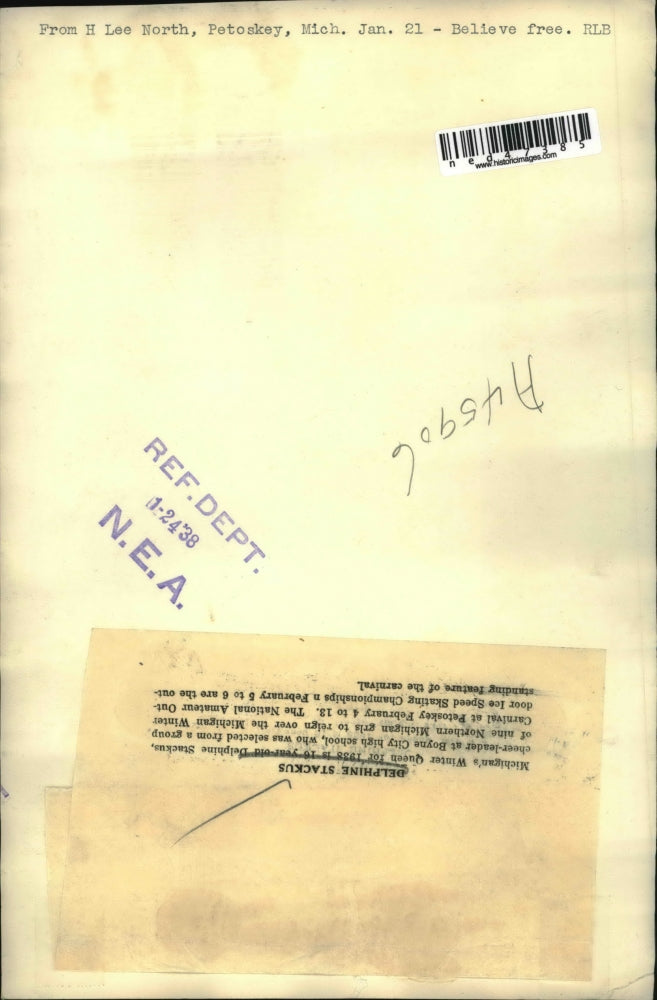 From H Lee North, Petoskey, Mich. Jan. 21 - Believe free. RLB
ned47385
www.historicimages.com
A45906
REF. DEPT.
1-24 38
N.E.A.
DELPHINE STACKUS
Michigan's Winter Queen for 1938 is 16-year-old Delphine Stackus,
cheer-leader at Boyne City high school, who was selected from a group
of nine Northern Michigan grls to reign over the Michigan Winter
Carnival at Petoskey February 4 to 13. The National Amateur Out-
door Ice Speed Skating Championships n February 5 to 6 are the out-
standing feature of the carnival.